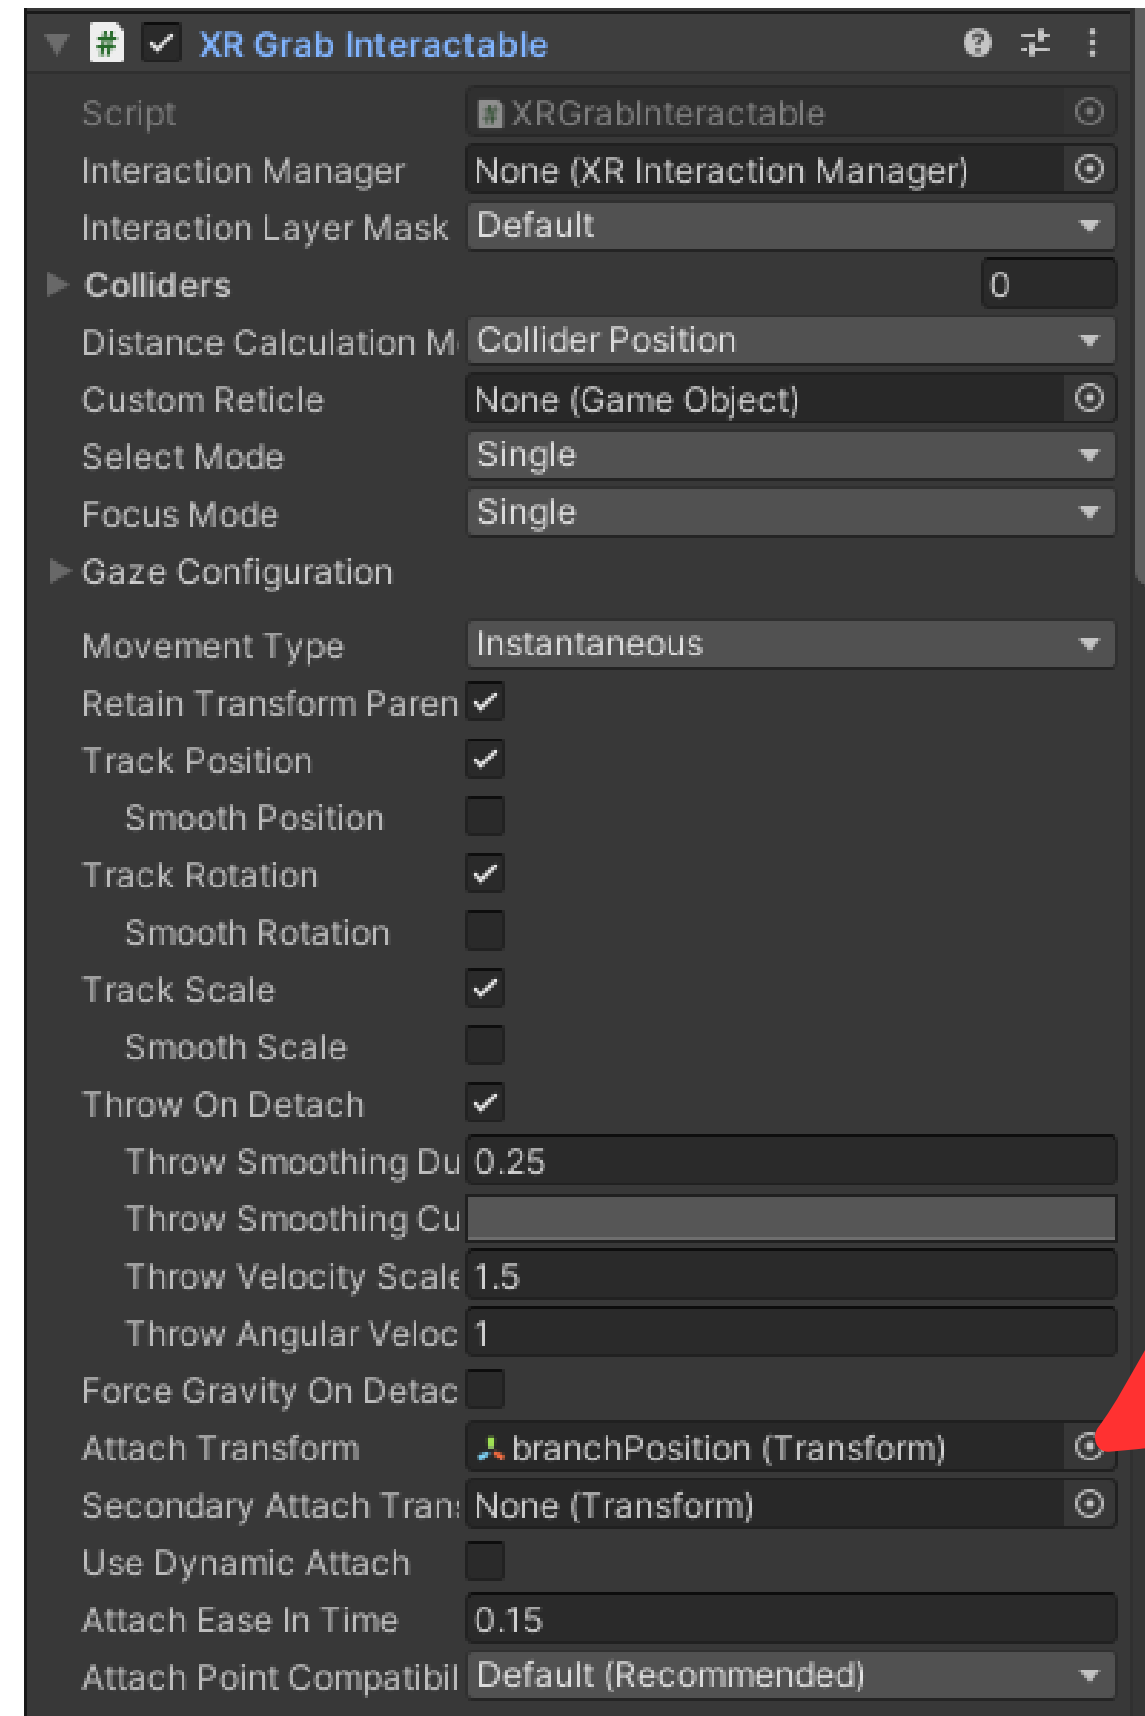 XR Grab Interactable
Script # XRGrabInteractable
Interaction Manager None (XR Interaction Manager)
Interaction Layer Mask Default
Colliders 0
Distance Calculation M Collider Position
Custom Reticle None (Game Object)
Select Mode Single
Focus Mode Single
Gaze Configuration
Movement Type Instantaneous
Retain Transform Paren
Track Position
Smooth Position
Track Rotation
Smooth Rotation
Track Scale
Smooth Scale
Throw On Detach
Throw Smoothing Du 0.25
Throw Smoothing Cu
Throw Velocity Scale 1.5
Throw Angular Veloc 1
Force Gravity On Detac
Attach Transform branchPosition (Transform)
Secondary Attach Trans None (Transform)
Use Dynamic Attach
Attach Ease In Time 0.15
Attach Point Compatibil Default (Recommended)